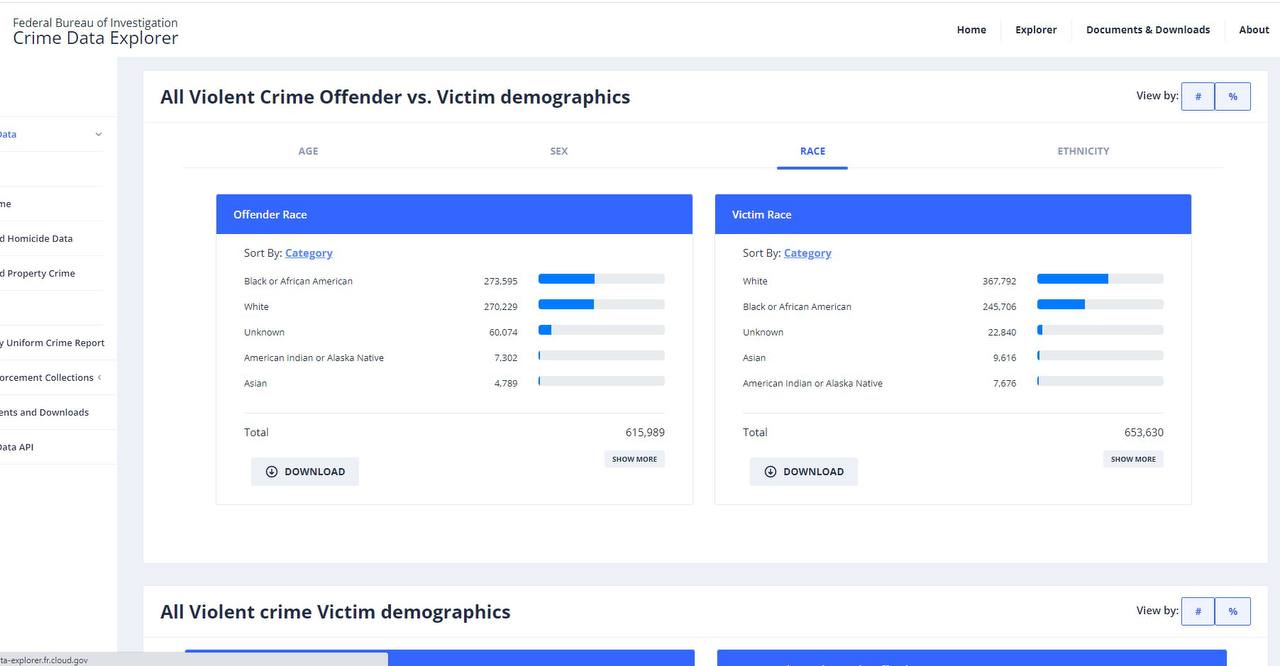 Federal Bureau of Investigation
Crime Data Explorer
Home Explorer Documents & Downloads About
Data
me
d Homicide Data
d Property Crime
y Uniform Crime Report
orcement Collections
ents and Downloads
Data API
All Violent Crime Offender vs. Victim demographics
View by: # %
AGE SEX RACE ETHNICITY
Offender Race
Sort By: Category
Black or African American 273,595
White 270,229
Unknown 60,074
American Indian or Alaska Native 7,302
Asian 4,789
Total 615,989
SHOW MORE
DOWNLOAD
Victim Race
Sort By: Category
White 367,792
Black or African American 245,706
Unknown 22,840
Asian 9,616
American Indian or Alaska Native 7,676
Total 653,630
SHOW MORE
DOWNLOAD
All Violent crime Victim demographics
View by: # %
ta-explorer.fr.cloud.gov